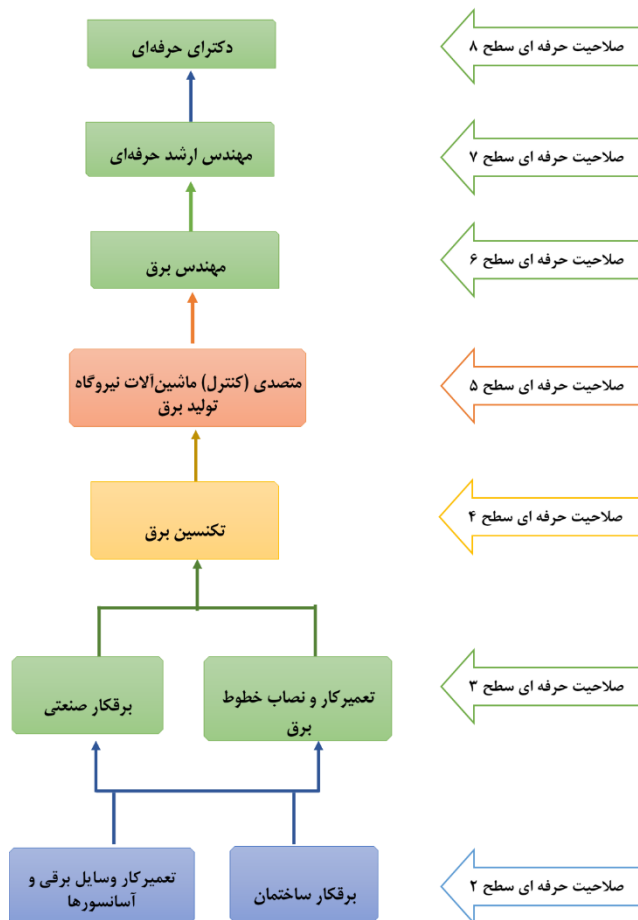 صلاحیت حرفه ای سطح ۸
دکترای حرفه‌ای
صلاحیت حرفه ای سطح ۷
مهندس ارشد حرفه‌ای
صلاحیت حرفه ای سطح ۶
مهندس برق
صلاحیت حرفه ای سطح ۵
متصدی (کنترل) ماشین‌آلات نیروگاه
تولید برق
صلاحیت حرفه ای سطح ۴
تکنسین برق
صلاحیت حرفه ای سطح ۳
تعمیرکار و نصاب خطوط
برق
برقکار صنعتی
صلاحیت حرفه ای سطح ۲
برقکار ساختمان
تعمیرکار وسایل برقی و
آسانسورها